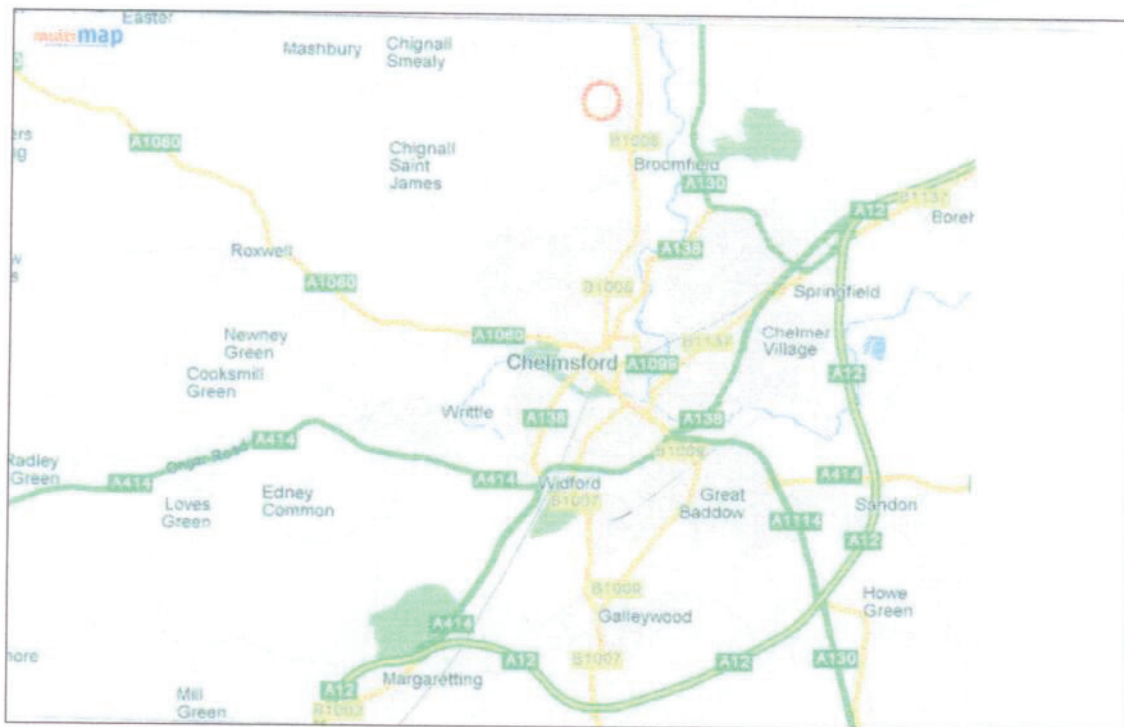 Easter
multimap
Mashbury
Chignall
Smealy
A1060
B1008
Chignall
Saint
James
Broomfield
A130
B1137
A12
Boreh
Roxwell
A138
A1060
B1008
Springfield
A1060
Newney
Green
Chelmer
Village
B1137
Chelmsford
A1099
Cooksmill
Green
A12
Writtle
A138
A138
Ongar Road
A414
B1009
Radley
Green
A414
A414
A414
Widford
Loves
Green
Edney
Common
B1007
Great
Baddow
Sandon
A1114
A12
B1009
Howe
Green
Galleywood
A414
B1007
A12
A12
A130
Margaretting
A12
Mill
Green
B1002